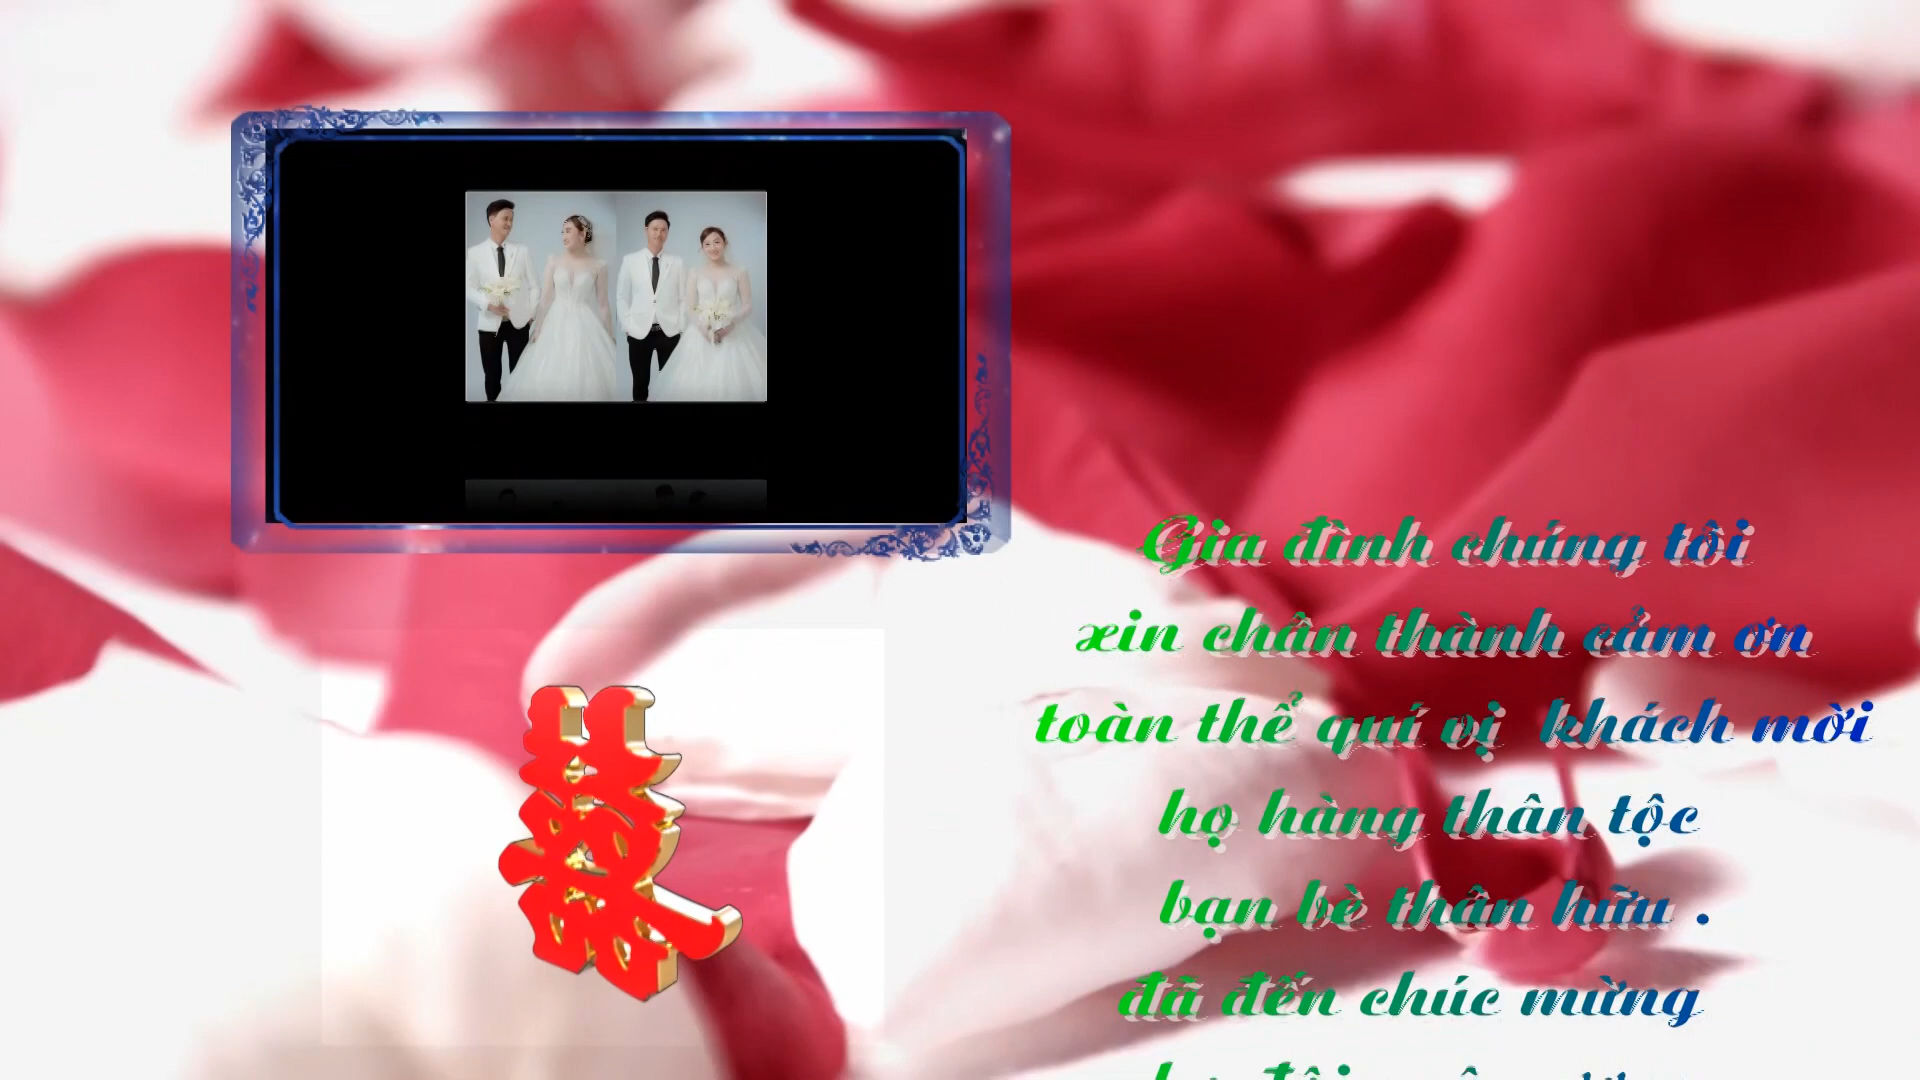 Gia đình chúng tôi
xin chân thành cảm ơn
toàn thể quí vị khách mời
họ hàng thân tộc
bạn bè thân hữu .
đã đến chúc mừng
囍